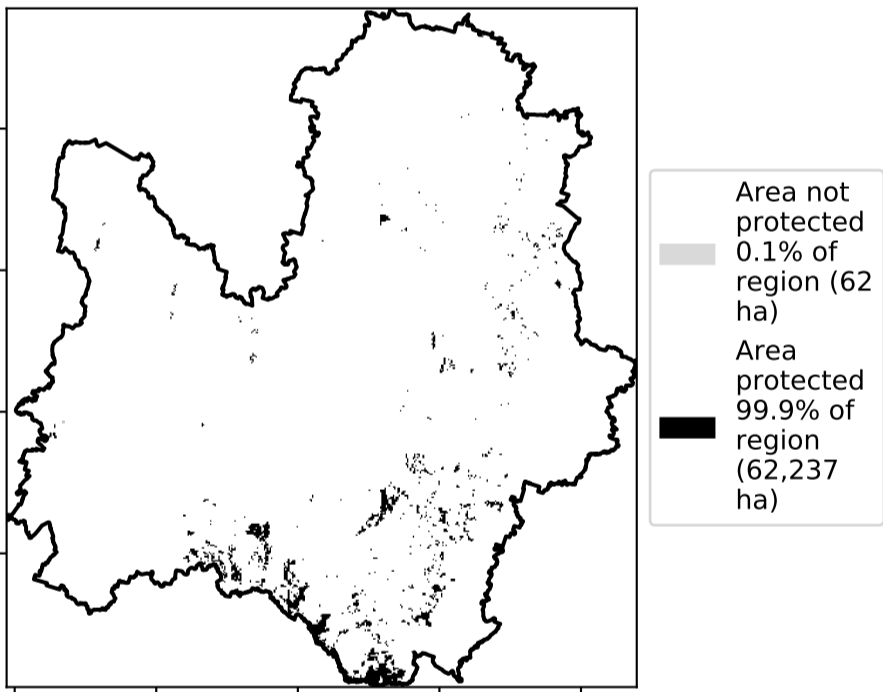 Area not
protected
0.1% of
region (62
ha)
Area
protected
99.9% of
region
(62,237
ha)